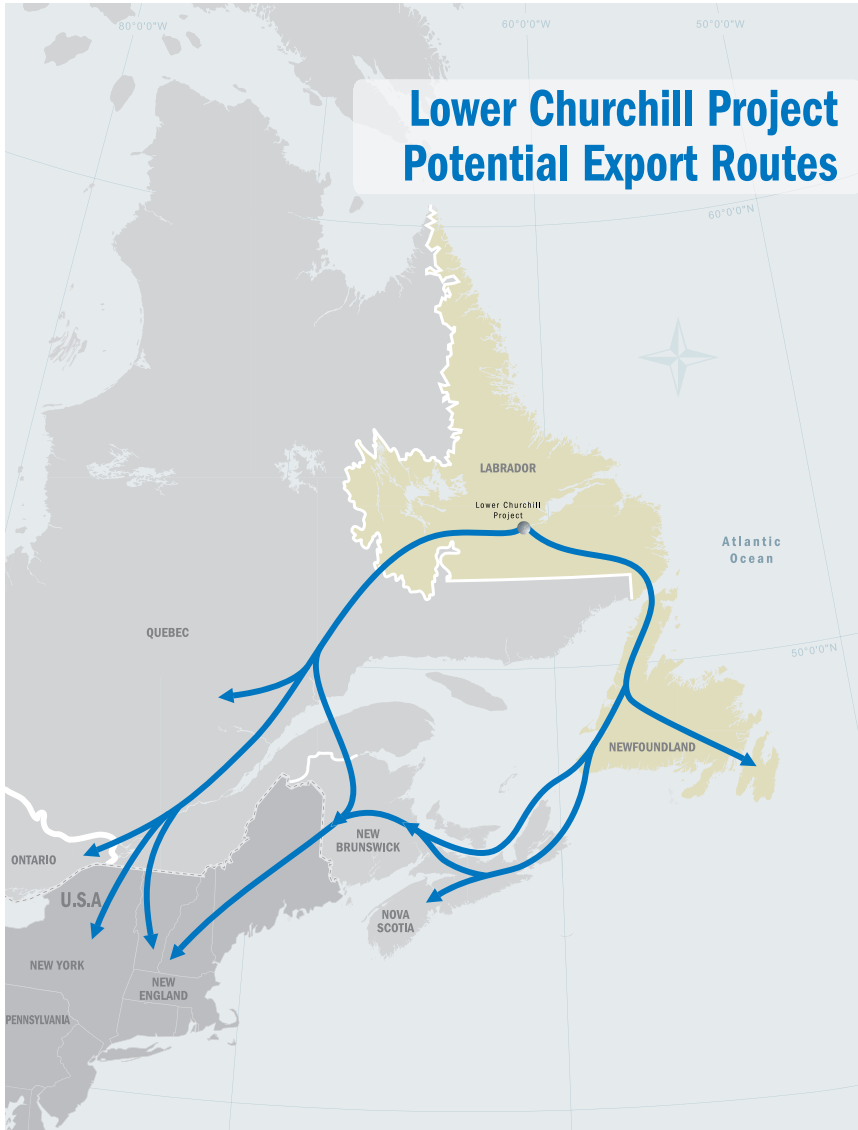 80°0'0"W
60°0'0"W
50°0'0"W
Lower Churchill Project
Potential Export Routes
60°0'0"N
LABRADOR
Lower Churchill
Project
Atlantic
Ocean
QUEBEC
50°0'0"N
NEWFOUNDLAND
NEW
BRUNSWICK
ONTARIO
U.S.A
NOVA
SCOTIA
NEW YORK
NEW
ENGLAND
PENNSYLVANIA